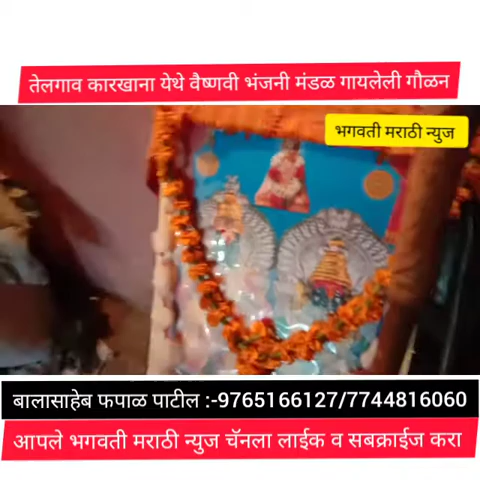 तेलगाव कारखाना येथे वैष्णवी भंजनी मंडळ गायलेली गौळन
भगवती मराठी न्युज
बालासाहेब फपाळ पाटील :-9765166127/7744816060
आपले भगवती मराठी न्युज चॅनला लाईक व सबक्राईज करा